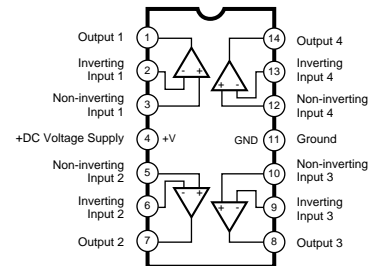 Output 1
1
Inverting
Input 1
2
Non-inverting
Input 1
3
+DC Voltage Supply
4
+V
Non-inverting
Input 2
5
Inverting
Input 2
6
Output 2
7
- +
+ -
- +
+ -
14
Output 4
13
Inverting
Input 4
12
Non-inverting
Input 4
GND
11
Ground
10
Non-inverting
Input 3
9
Inverting
Input 3
8
Output 3